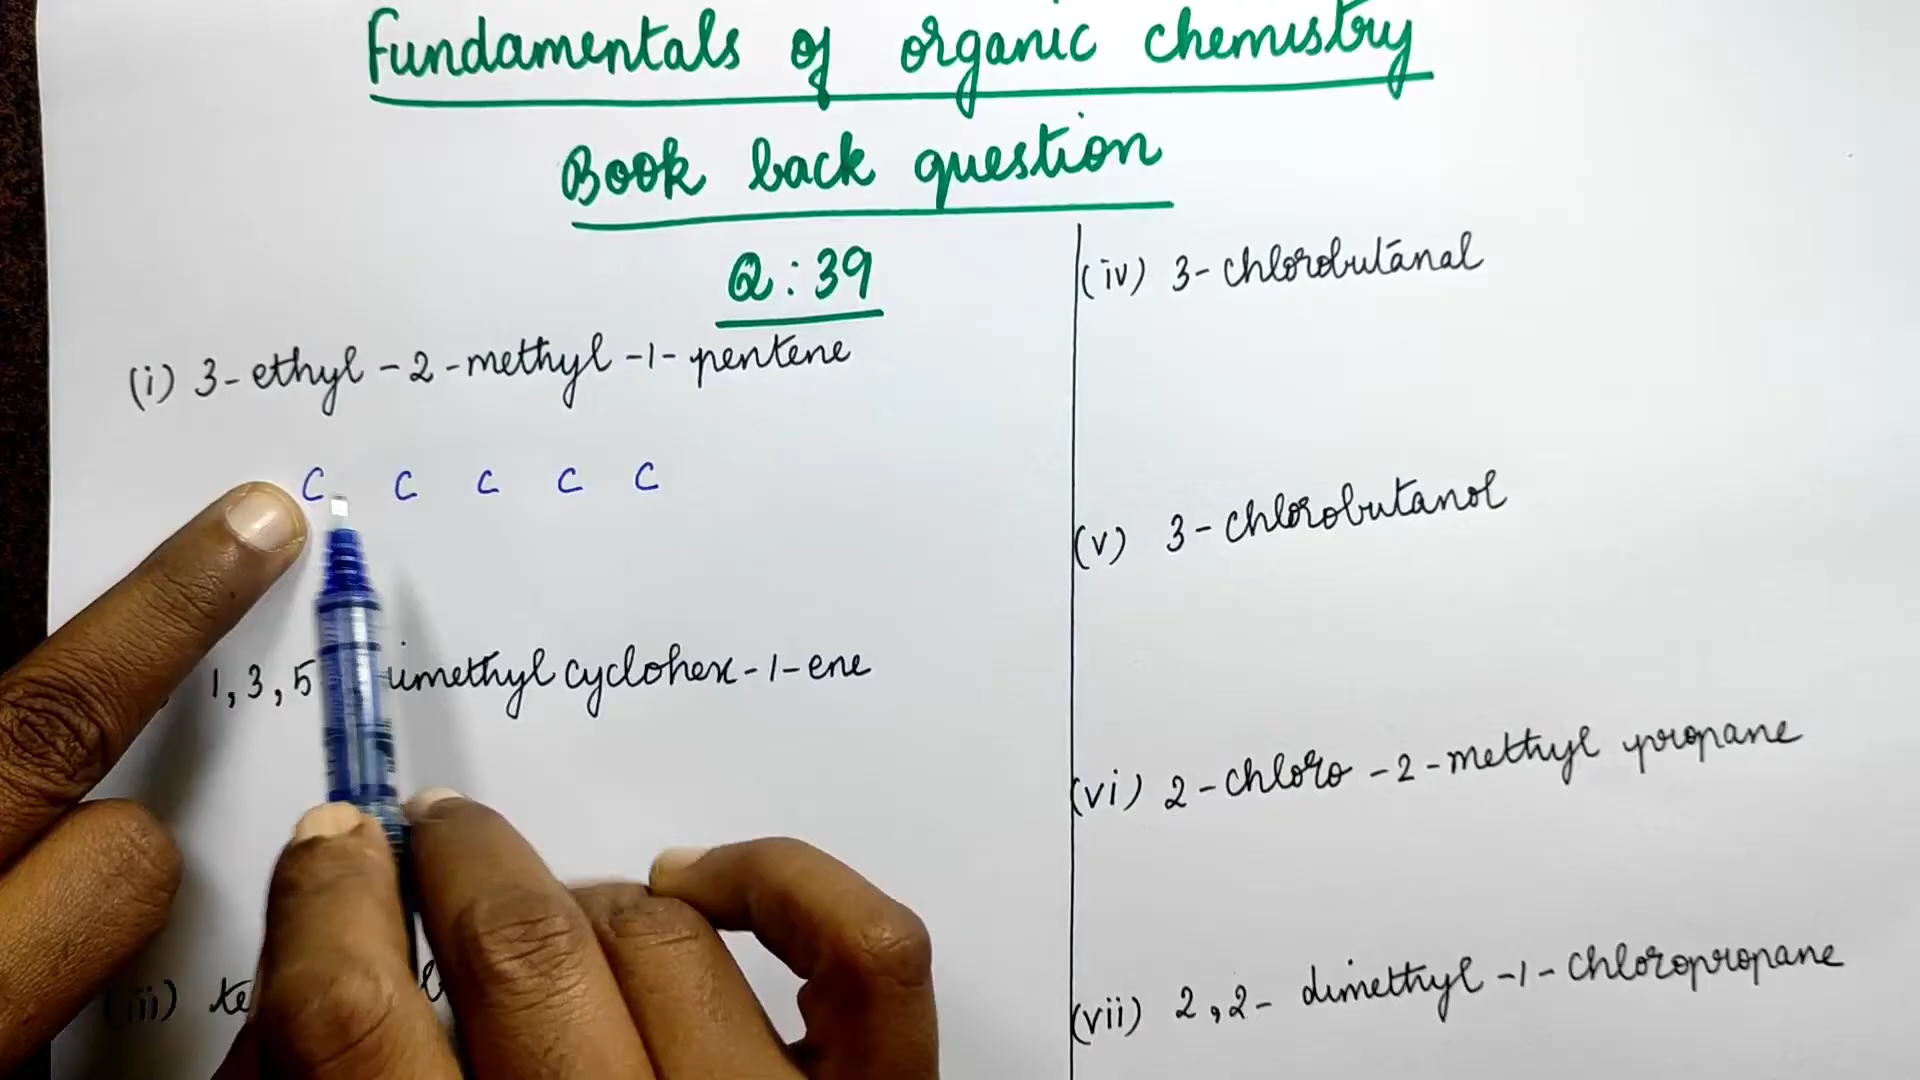 Fundamentals of organic chemistry
Book back question
Q : 39
(i) 3-ethyl-2-methyl-1-pentene
C C C C C
1,3,5 imethyl cyclohex-1-ene
(iii) te
(iv) 3-chlorobutanal
(v) 3-chlorobutanol
(vi) 2-chloro-2-methyl propane
(vii) 2,2-dimethyl-1-chloropropane